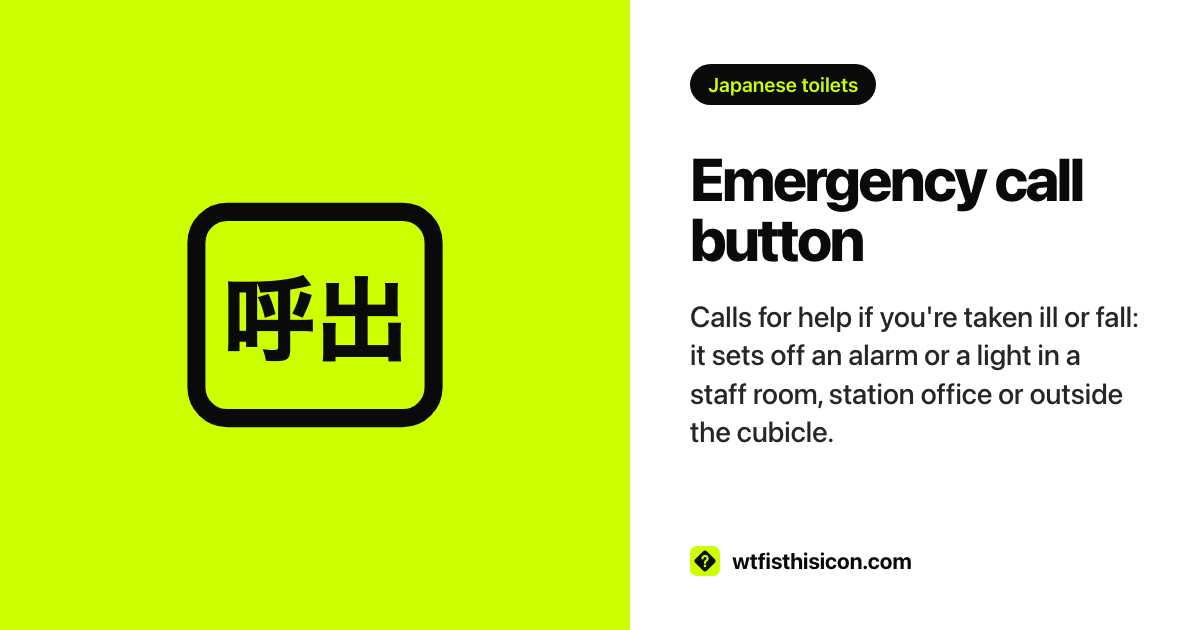 呼出
Japanese toilets
Emergency call
button
Calls for help if you're taken ill or fall:
it sets off an alarm or a light in a
staff room, station office or outside
the cubicle.
?
wtfisthisicon.com